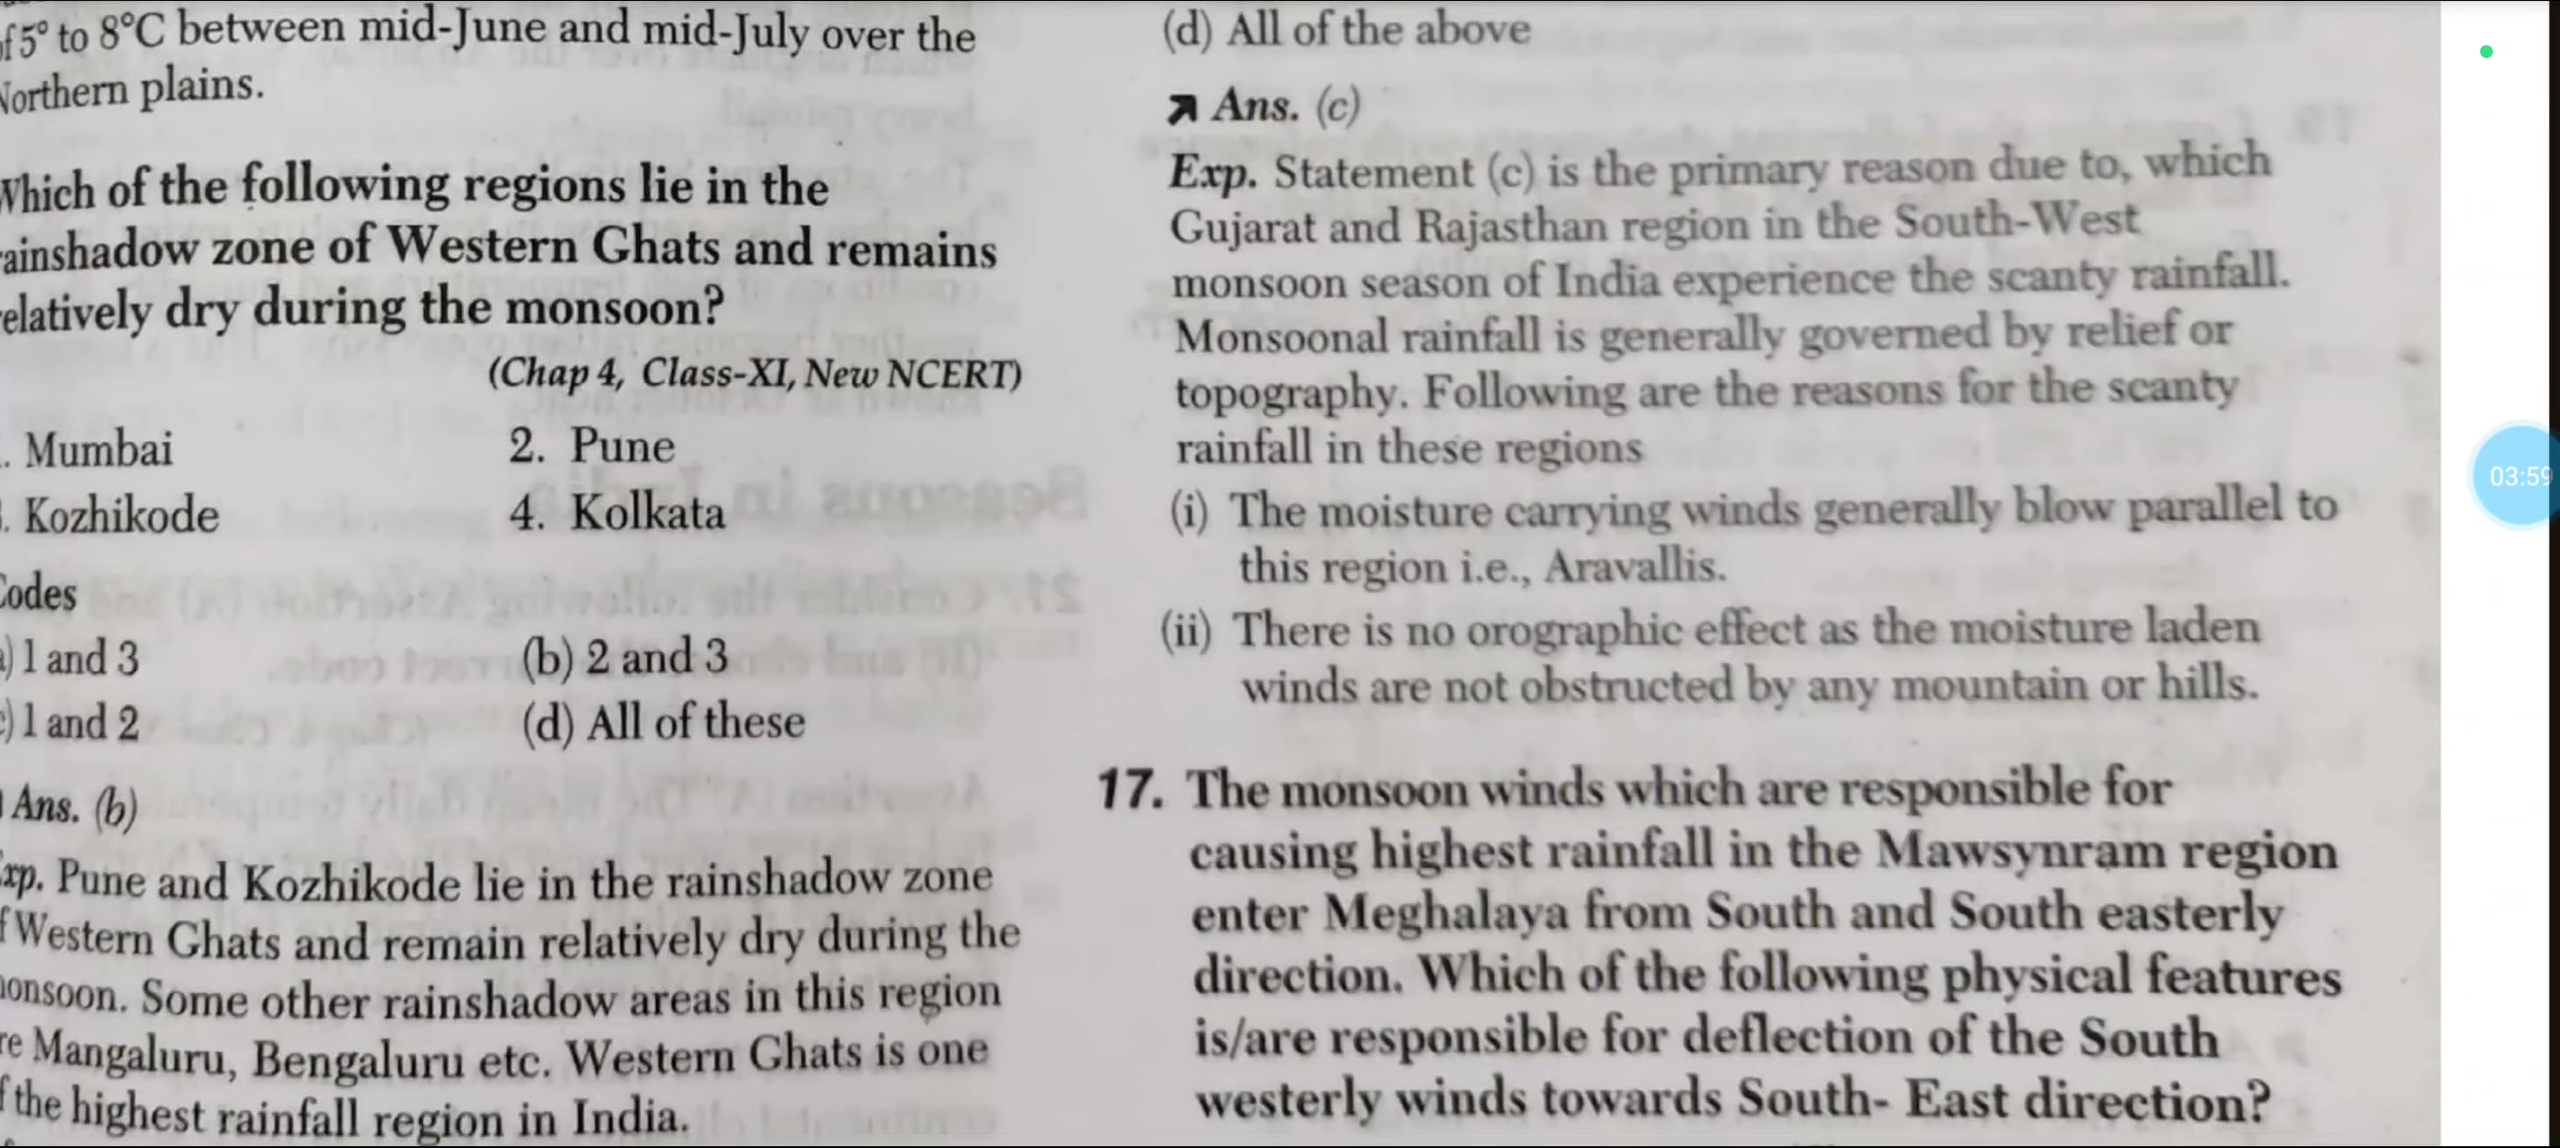 f 5° to 8°C between mid-June and mid-July over the
Northern plains.
Which of the following regions lie in the
rainshadow zone of Western Ghats and remains
relatively dry during the monsoon?
(Chap 4, Class-XI, New NCERT)
. Mumbai 2. Pune
. Kozhikode 4. Kolkata
Codes
) 1 and 3 (b) 2 and 3
) 1 and 2 (d) All of these
Ans. (b)
Exp. Pune and Kozhikode lie in the rainshadow zone
f Western Ghats and remain relatively dry during the
monsoon. Some other rainshadow areas in this region
re Mangaluru, Bengaluru etc. Western Ghats is one
f the highest rainfall region in India.
(d) All of the above
Ans. (c)
Exp. Statement (c) is the primary reason due to, which
Gujarat and Rajasthan region in the South-West
monsoon season of India experience the scanty rainfall.
Monsoonal rainfall is generally governed by relief or
topography. Following are the reasons for the scanty
rainfall in these regions
(i) The moisture carrying winds generally blow parallel to
this region i.e., Aravallis.
(ii) There is no orographic effect as the moisture laden
winds are not obstructed by any mountain or hills.
17. The monsoon winds which are responsible for
causing highest rainfall in the Mawsynram region
enter Meghalaya from South and South easterly
direction. Which of the following physical features
is/are responsible for deflection of the South
westerly winds towards South- East direction?
03:59